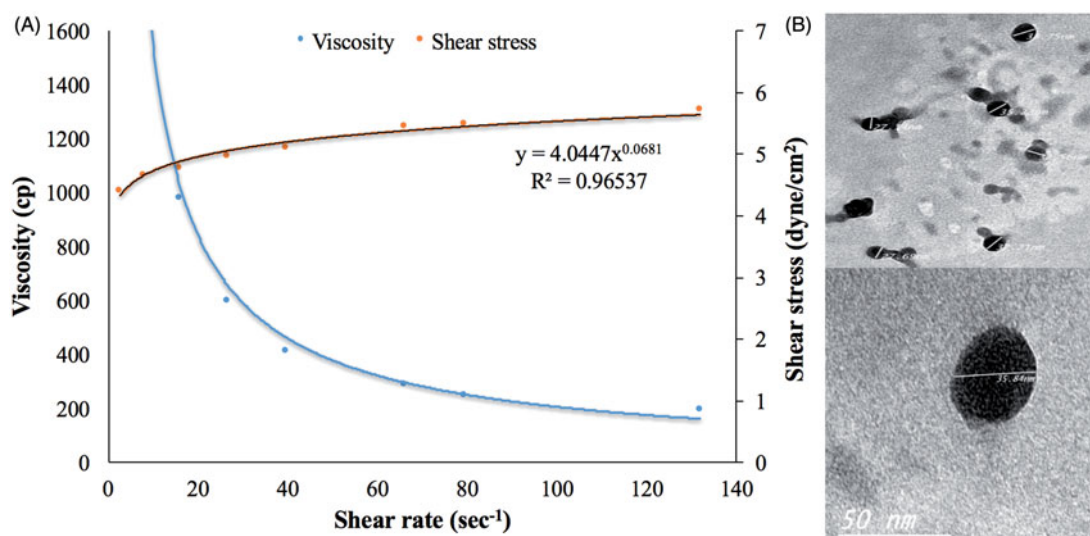 (A)
1600
1400
1200
1000
800
600
400
200
0
Viscosity (cp)
Viscosity
Shear stress
y = 4.0447x^0.0681
R² = 0.96537
7
6
5
4
3
2
1
0
Shear stress (dyne/cm²)
0 20 40 60 80 100 120 140
Shear rate (sec⁻¹)
(B)
35.84nm
50 nm